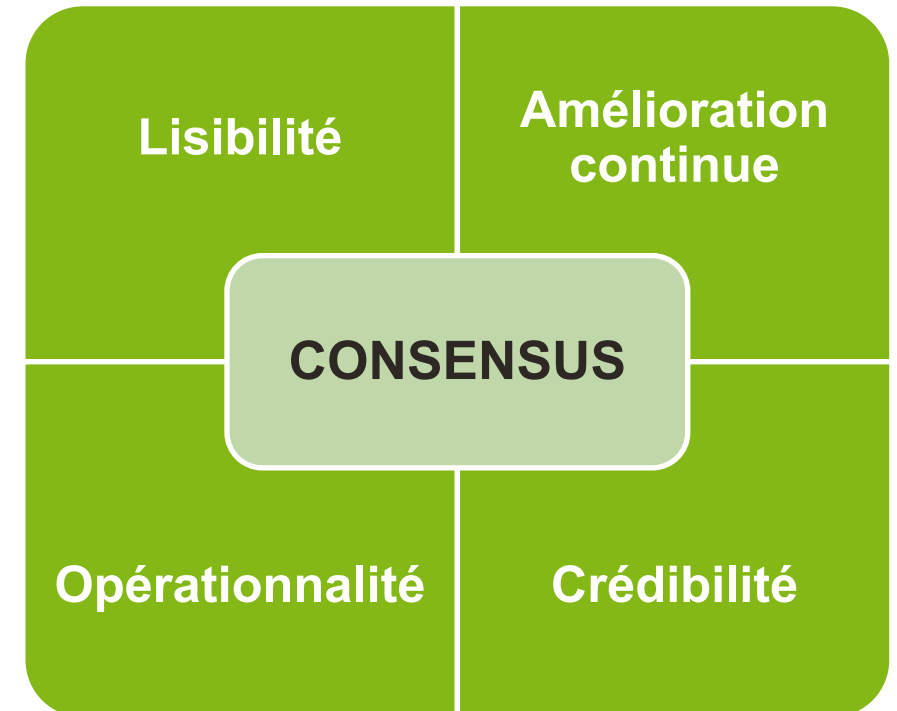 Lisibilité
Amélioration
continue
CONSENSUS
Opérationnalité
Crédibilité